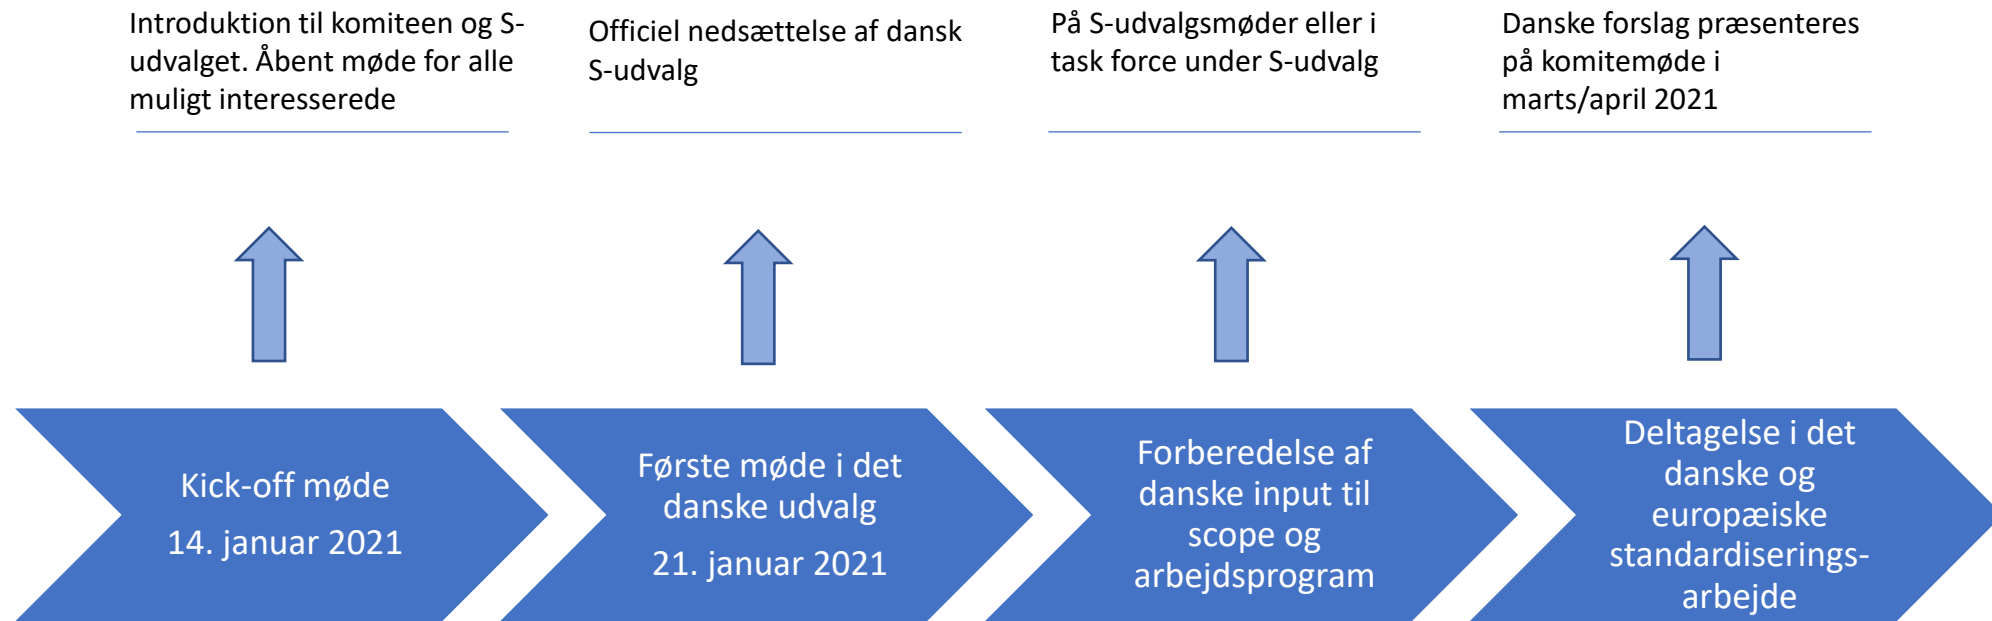 Introduktion til komiteen og S-
udvalget. Åbent møde for alle
muligt interesserede
Officiel nedsættelse af dansk
S-udvalg
På S-udvalgsmøder eller i
task force under S-udvalg
Danske forslag præsenteres
på komitemøde i
marts/april 2021
Kick-off møde
14. januar 2021
Første møde i det
danske udvalg
21. januar 2021
Forberedelse af
danske input til
scope og
arbejdsprogram
Deltagelse i det
danske og
europæiske
standardiserings-
arbejde